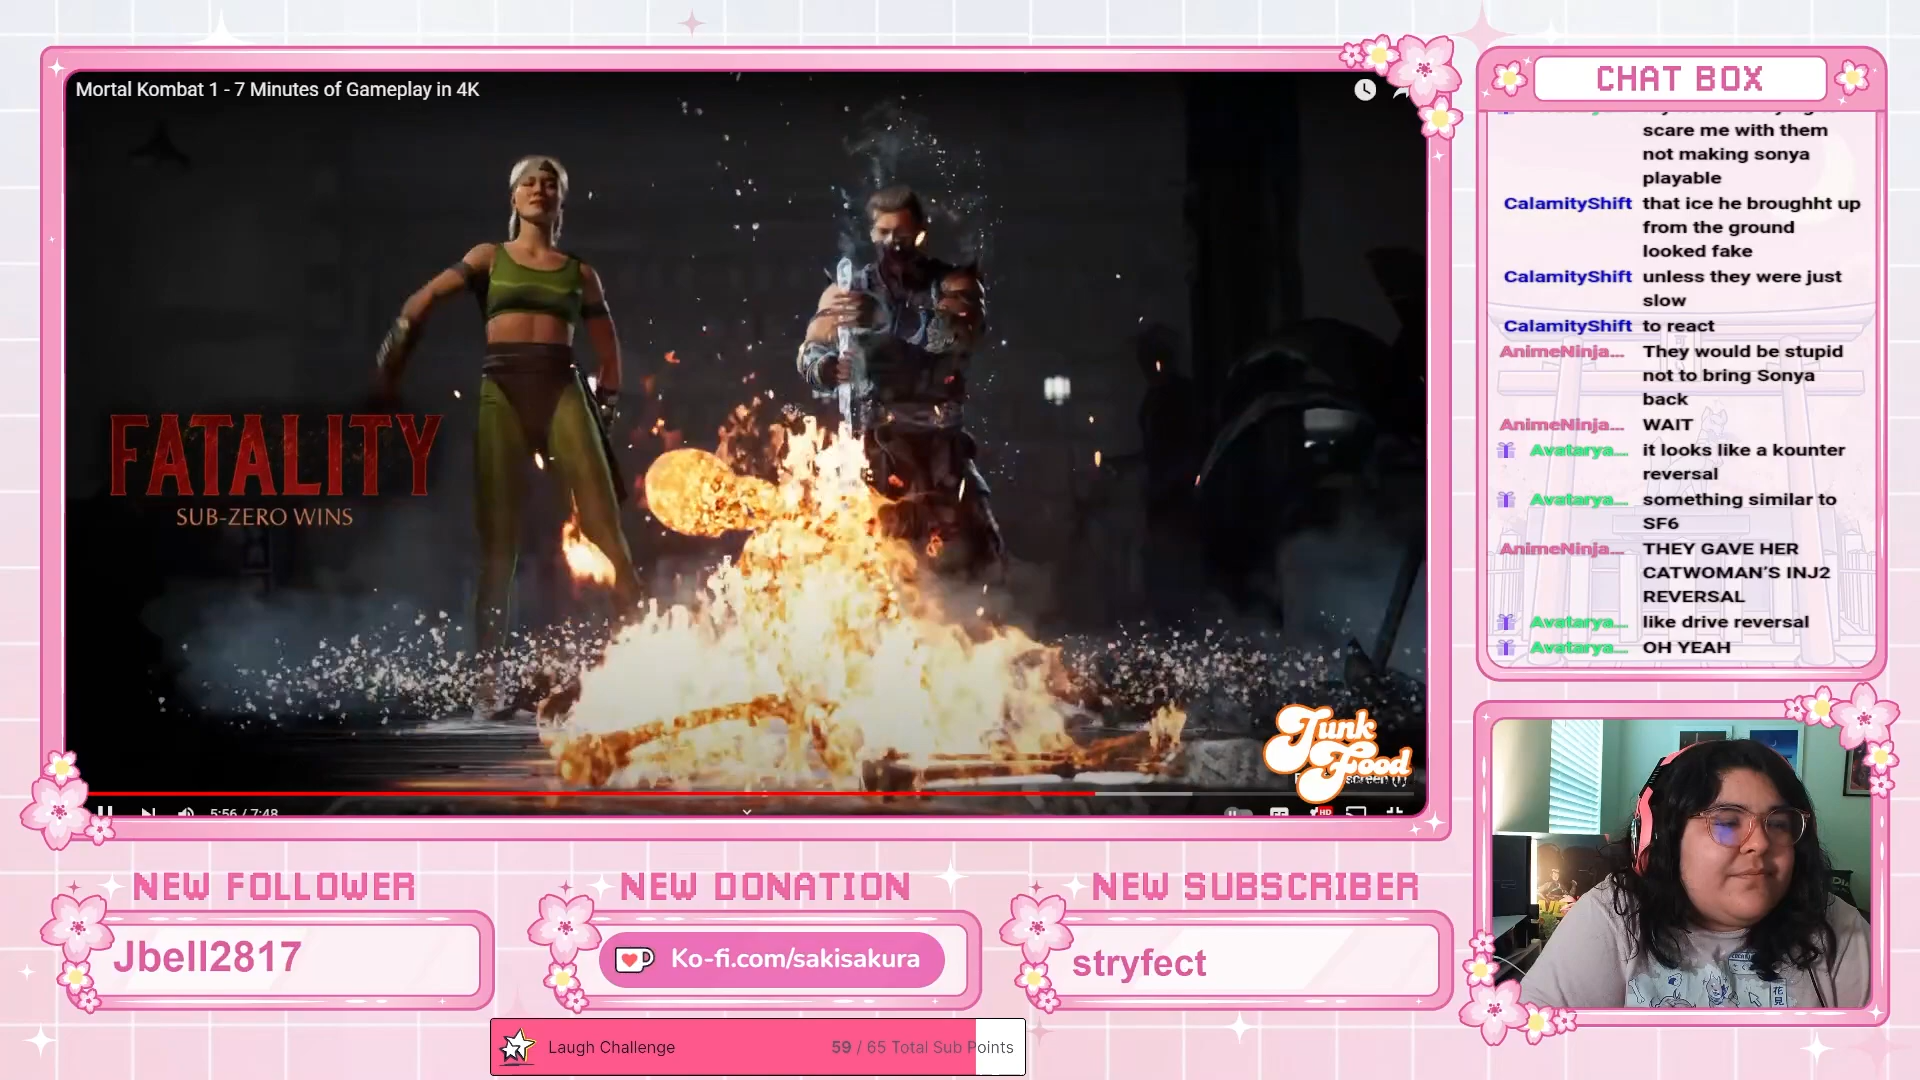 Mortal Kombat 1 - 7 Minutes of Gameplay in 4K
FATALITY
SUB-ZERO WINS
Junk
Food
5:56 / 7:48
HD
CHAT BOX
scare me with them
not making sonya
playable
CalamityShift that ice he broughht up
from the ground
looked fake
CalamityShift unless they were just
slow
CalamityShift to react
AnimeNinja... They would be stupid
not to bring Sonya
back
AnimeNinja... WAIT
Avatarya... it looks like a kounter
reversal
Avatarya... something similar to
SF6
AnimeNinja... THEY GAVE HER
CATWOMAN'S INJ2
REVERSAL
Avatarya... like drive reversal
Avatarya... OH YEAH
NEW FOLLOWER
Jbell2817
NEW DONATION
Ko-fi.com/sakisakura
NEW SUBSCRIBER
stryfect
Laugh Challenge
59 / 65 Total Sub Points
花見